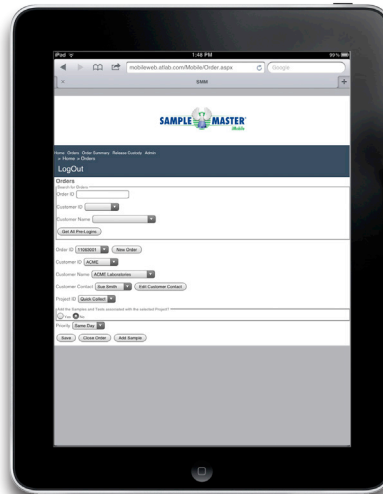 iPad
1:46 PM
99%
mobileweb.atlab.com/Mobile/Order.aspx
Google
SMM
SAMPLE MASTER
Mobile
Home Orders Order Summary Release Custody Admin
» Home » Orders
LogOut
Orders
Search for Orders
Order ID
Customer ID
Customer Name
Get All Pre-Logins
Order ID 11080001 New Order
Customer ID ACME
Customer Name ACME Laboratories
Customer Contact Sue Smith Edit Customer Contact
Project ID Quick Collect
Add Pre Samples and Tests associated with the selected Project?
Yes No
Priority Same Day
Save Close Order Add Sample